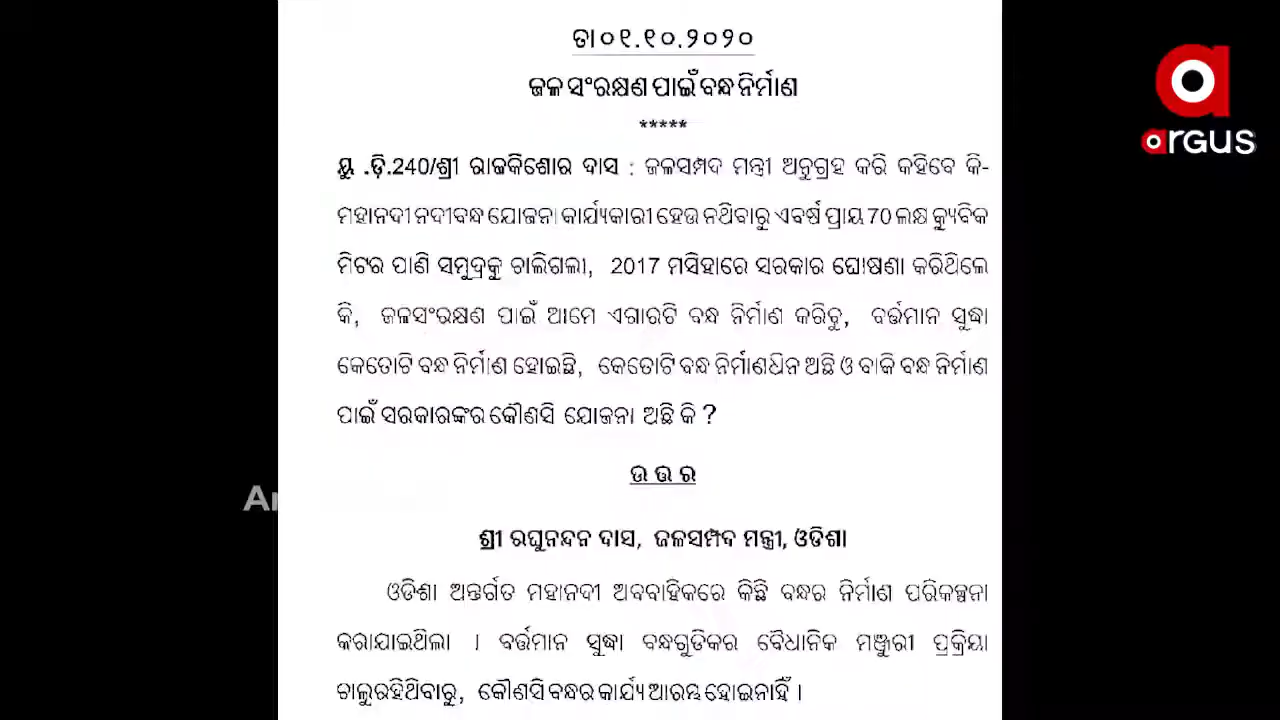 ତା୦୧.୧୦.୨୦୨୦
ଜଳ ସଂରକ୍ଷଣ ପାଇଁ ବନ୍ଧ ନିର୍ମାଣ
*****
ୟୁ .ଡ଼ି.240/ଶ୍ରୀ ରାଜକିଶୋର ଦାସ : ଜଳସମ୍ପଦ ମନ୍ତ୍ରୀ ଅନୁଗ୍ରହ କରି କହିବେ କି-
ମହାନଦୀ ନଦୀବନ୍ଧ ଯୋଜନା କାର୍ଯ୍ୟକାରୀ ହେଉ ନଥିବାରୁ ଏବର୍ଷ ପ୍ରାୟ 70 ଲକ୍ଷ କ୍ୟୁବିକ
ମିଟର ପାଣି ସମୁଦ୍ରକୁ ଚାଲିଗଲା, 2017 ମସିହାରେ ସରକାର ଘୋଷଣା କରିଥିଲେ
କି, ଜଳସଂରକ୍ଷଣ ପାଇଁ ଆମେ ଏଗାରଟି ବନ୍ଧ ନିର୍ମାଣ କରିବୁ, ବର୍ତ୍ତମାନ ସୁଦ୍ଧା
କେତୋଟି ବନ୍ଧ ନିର୍ମାଣ ହୋଇଛି, କେତୋଟି ବନ୍ଧ ନିର୍ମାଣଧିନ ଅଛି ଓ ବାକି ବନ୍ଧ ନିର୍ମାଣ
ପାଇଁ ସରକାରଙ୍କର କୌଣସି ଯୋଜନା ଅଛି କି ?
ଉ ତ୍ତ ର
ଶ୍ରୀ ରଘୁନନ୍ଦନ ଦାସ, ଜଳସମ୍ପଦ ମନ୍ତ୍ରୀ, ଓଡିଶା
ଓଡିଶା ଅନ୍ତର୍ଗତ ମହାନଦୀ ଅବବାହିକରେ କିଛି ବନ୍ଧର ନିର୍ମାଣ ପରିକଳ୍ପନା
କରାଯାଇଥିଲା । ବର୍ତ୍ତମାନ ସୁଦ୍ଧା ବନ୍ଧଗୁଡିକର ବୈଧାନିକ ମଞ୍ଜୁରୀ ପ୍ରକ୍ରିୟା
ଚାଲୁରହିଥିବାରୁ, କୌଣସି ବନ୍ଧର କାର୍ଯ୍ୟ ଆରମ୍ଭ ହୋଇନାହିଁ ।
argus